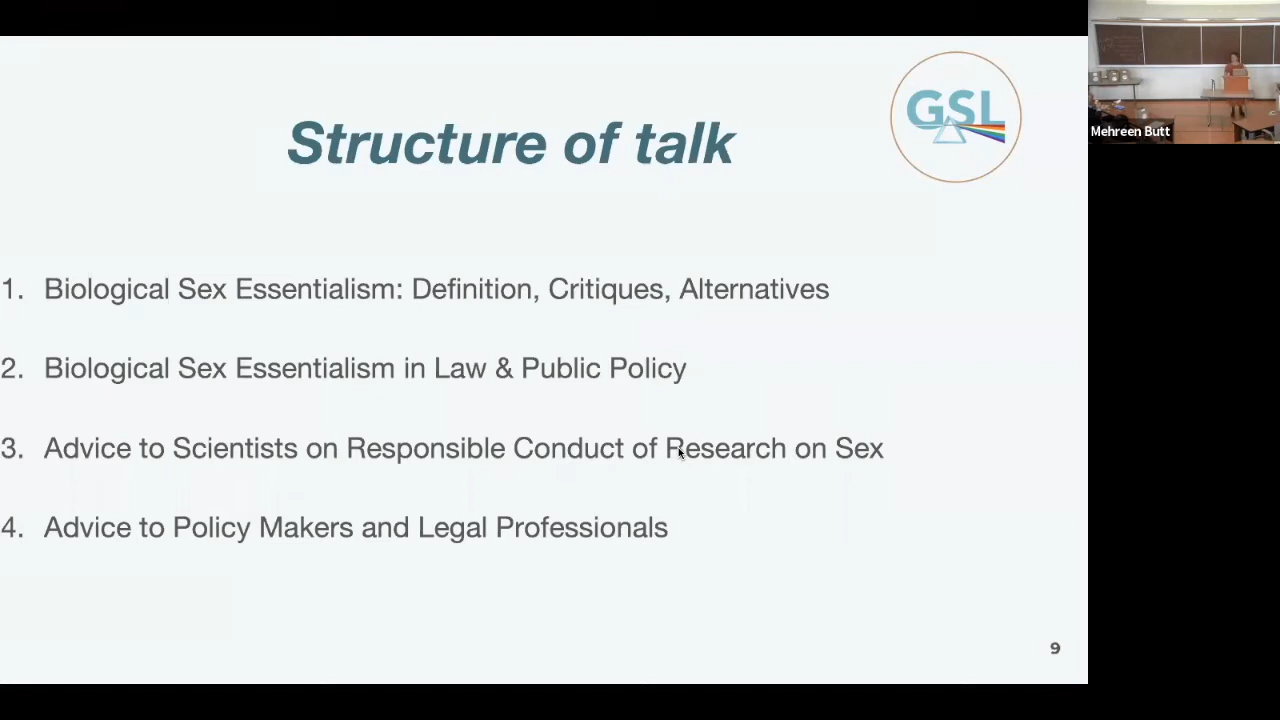 Structure of talk
GSL
Mehreen Butt
1. Biological Sex Essentialism: Definition, Critiques, Alternatives
2. Biological Sex Essentialism in Law & Public Policy
3. Advice to Scientists on Responsible Conduct of Research on Sex
4. Advice to Policy Makers and Legal Professionals
9